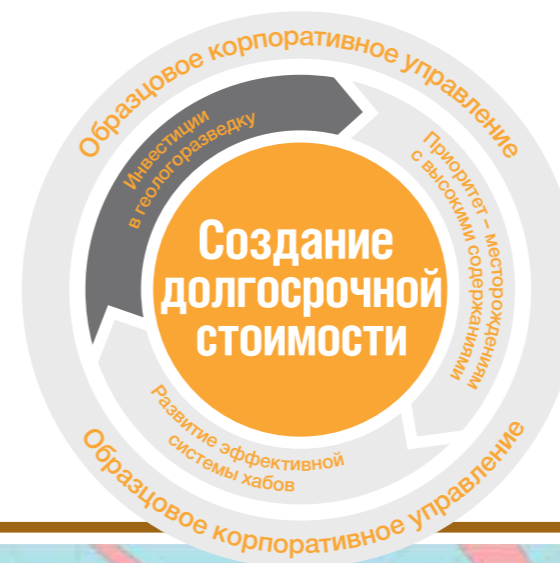 Образцовое корпоративное управление
Инвестиции
в геологоразведку
Приоритет – месторождениям
с высокими содержаниями
Создание
долгосрочной
стоимости
Развитие эффективной
системы хабов
Образцовое корпоративное управление